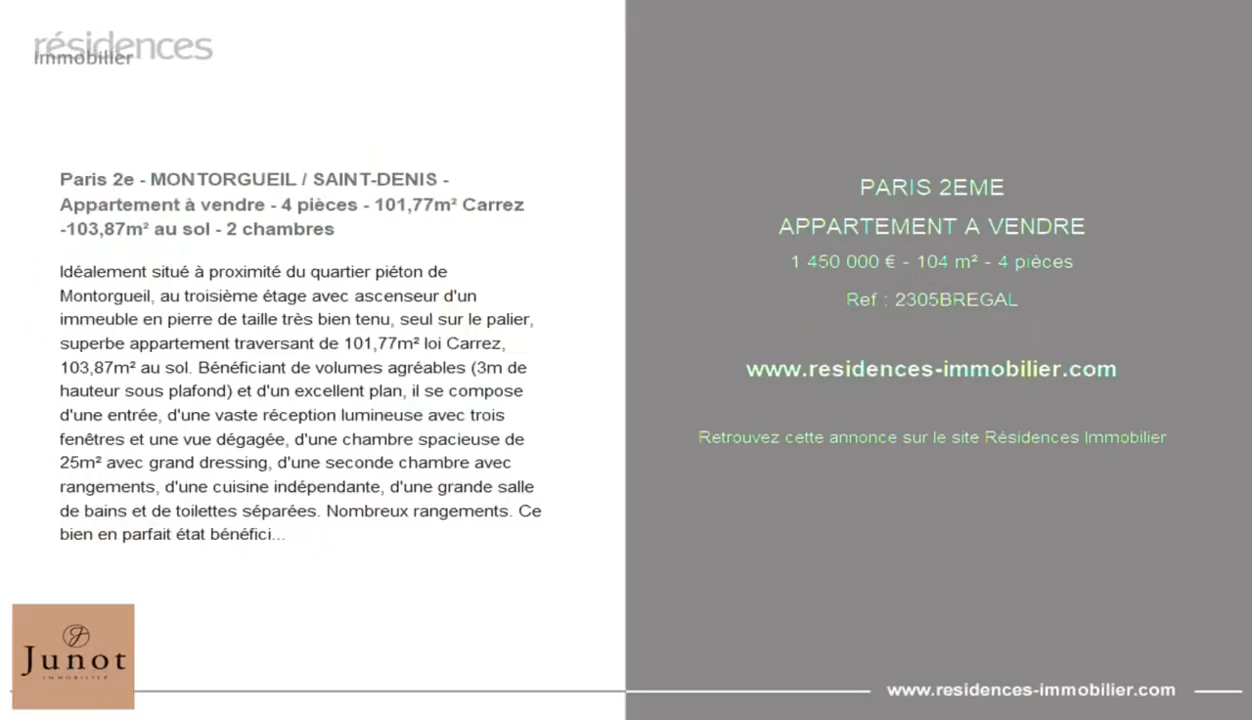 résidences
immobilier
Paris 2e - MONTORGUEIL / SAINT-DENIS -
Appartement à vendre - 4 pièces - 101,77m² Carrez
-103,87m² au sol - 2 chambres
Idéalement situé à proximité du quartier piéton de
Montorgueil, au troisième étage avec ascenseur d'un
immeuble en pierre de taille très bien tenu, seul sur le palier,
superbe appartement traversant de 101,77m² loi Carrez,
103,87m² au sol. Bénéficiant de volumes agréables (3m de
hauteur sous plafond) et d'un excellent plan, il se compose
d'une entrée, d'une vaste réception lumineuse avec trois
fenêtres et une vue dégagée, d'une chambre spacieuse de
25m² avec grand dressing, d'une seconde chambre avec
rangements, d'une cuisine indépendante, d'une grande salle
de bains et de toilettes séparées. Nombreux rangements. Ce
bien en parfait état bénéfici...
Junot
IMMOBILIER
PARIS 2EME
APPARTEMENT A VENDRE
1 450 000 € - 104 m² - 4 pièces
Ref : 2305BREGAL
www.residences-immobilier.com
Retrouvez cette annonce sur le site Résidences Immobilier
www.residences-immobilier.com